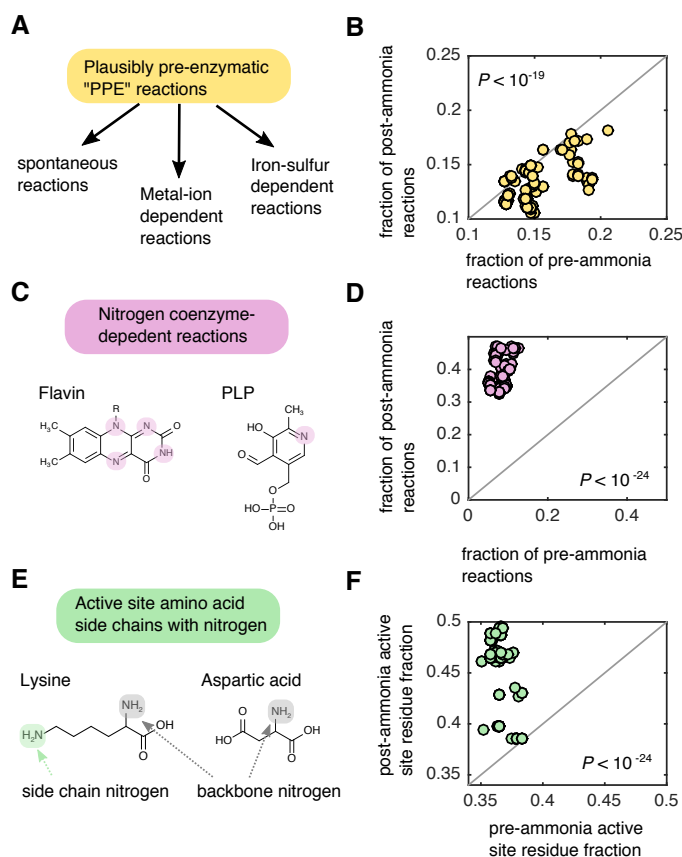 A
Plausibly pre-enzymatic
"PPE" reactions
spontaneous
reactions
Metal-ion
dependent
reactions
Iron-sulfur
dependent
reactions
B
P < 10⁻¹⁹
0.25
0.2
0.15
0.1
0.1
0.15
0.2
0.25
fraction of post-ammonia
reactions
fraction of pre-ammonia
reactions
C
Nitrogen coenzyme-
depedent reactions
Flavin
PLP
R
H₃C
H₃C
N
N
O
NH
N
O
CH₃
HO
N
O
O
HO
P
O
OH
D
0.4
0.3
0.2
0.1
0
0
0.2
0.4
P < 10⁻²⁴
fraction of post-ammonia
reactions
fraction of pre-ammonia
reactions
E
Active site amino acid
side chains with nitrogen
Lysine
Aspartic acid
H₂N
NH₂
OH
O
O
HO
NH₂
OH
O
side chain nitrogen
backbone nitrogen
F
0.5
0.45
0.4
0.35
0.35
0.4
0.5
P < 10⁻²⁴
post-ammonia active
site residue fraction
pre-ammonia active
site residue fraction